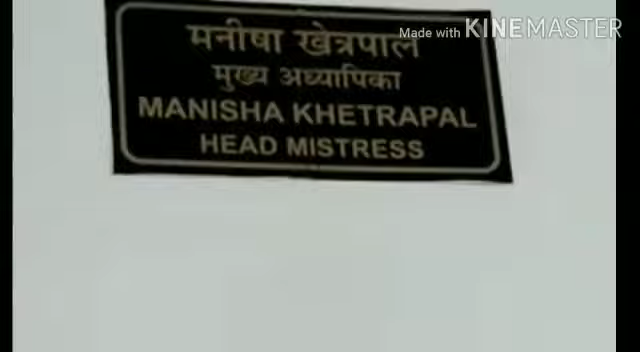 Made with KINEMASTER
मनीषा खेत्रपाल
मुख्य अध्यापिका
MANISHA KHETRAPAL
HEAD MISTRESS